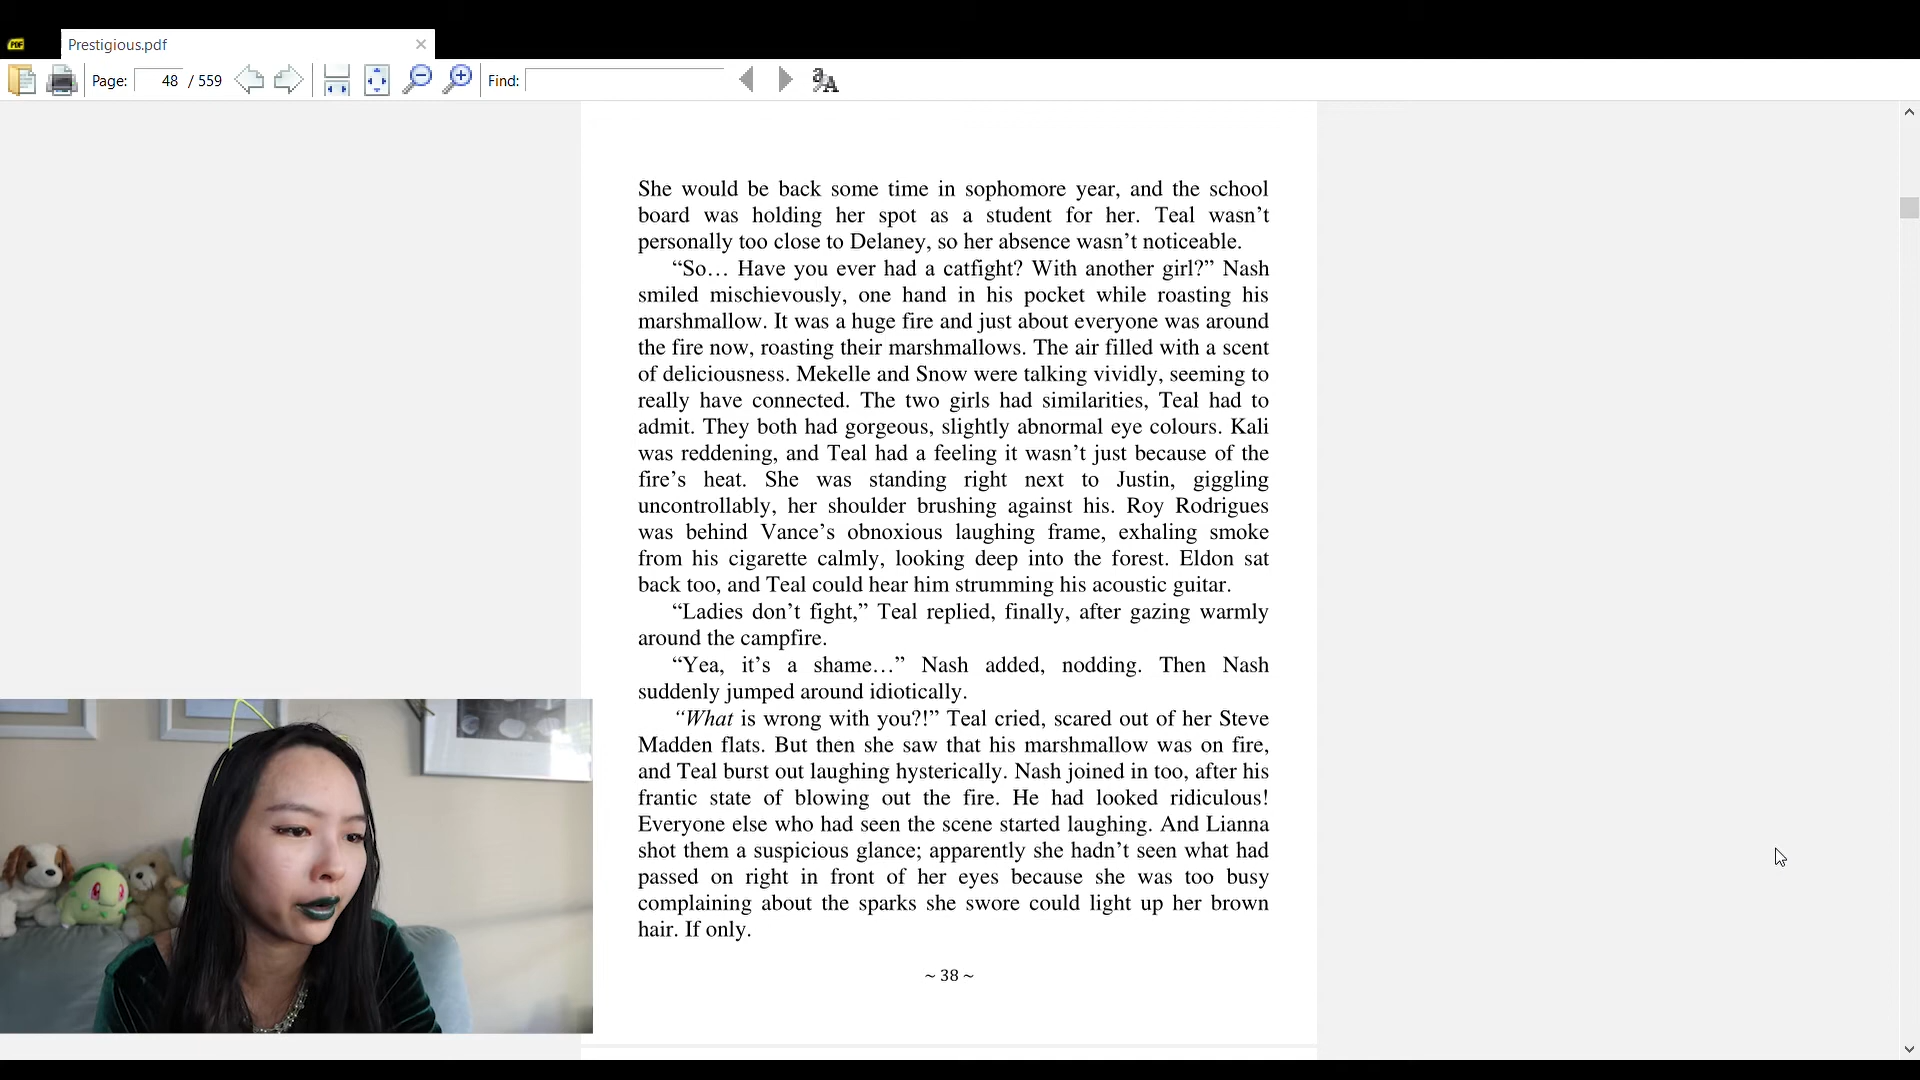 Prestigious.pdf
Page: 48 / 559 Find:
She would be back some time in sophomore year, and the school
board was holding her spot as a student for her. Teal wasn’t
personally too close to Delaney, so her absence wasn’t noticeable.
“So… Have you ever had a catfight? With another girl?” Nash
smiled mischievously, one hand in his pocket while roasting his
marshmallow. It was a huge fire and just about everyone was around
the fire now, roasting their marshmallows. The air filled with a scent
of deliciousness. Mekelle and Snow were talking vividly, seeming to
really have connected. The two girls had similarities, Teal had to
admit. They both had gorgeous, slightly abnormal eye colours. Kali
was reddening, and Teal had a feeling it wasn’t just because of the
fire’s heat. She was standing right next to Justin, giggling
uncontrollably, her shoulder brushing against his. Roy Rodrigues
was behind Vance’s obnoxious laughing frame, exhaling smoke
from his cigarette calmly, looking deep into the forest. Eldon sat
back too, and Teal could hear him strumming his acoustic guitar.
“Ladies don’t fight,” Teal replied, finally, after gazing warmly
around the campfire.
“Yea, it’s a shame…” Nash added, nodding. Then Nash
suddenly jumped around idiotically.
“What is wrong with you?!” Teal cried, scared out of her Steve
Madden flats. But then she saw that his marshmallow was on fire,
and Teal burst out laughing hysterically. Nash joined in too, after his
frantic state of blowing out the fire. He had looked ridiculous!
Everyone else who had seen the scene started laughing. And Lianna
shot them a suspicious glance; apparently she hadn’t seen what had
passed on right in front of her eyes because she was too busy
complaining about the sparks she swore could light up her brown
hair. If only.
~ 38 ~